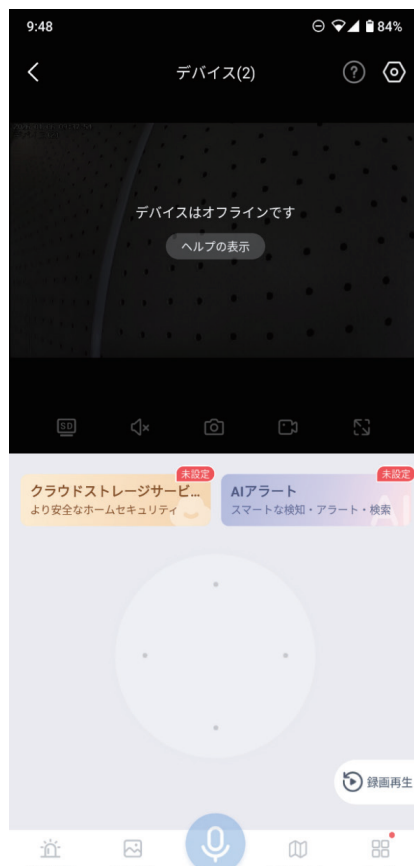 9:48
84%
デバイス(2)
?
デバイスはオフラインです
ヘルプの表示
SD
未設定
未設定
クラウドストレージサービ...
AIアラート
より安全なホームセキュリティ
スマートな検知・アラート・検索
AI
録画再生